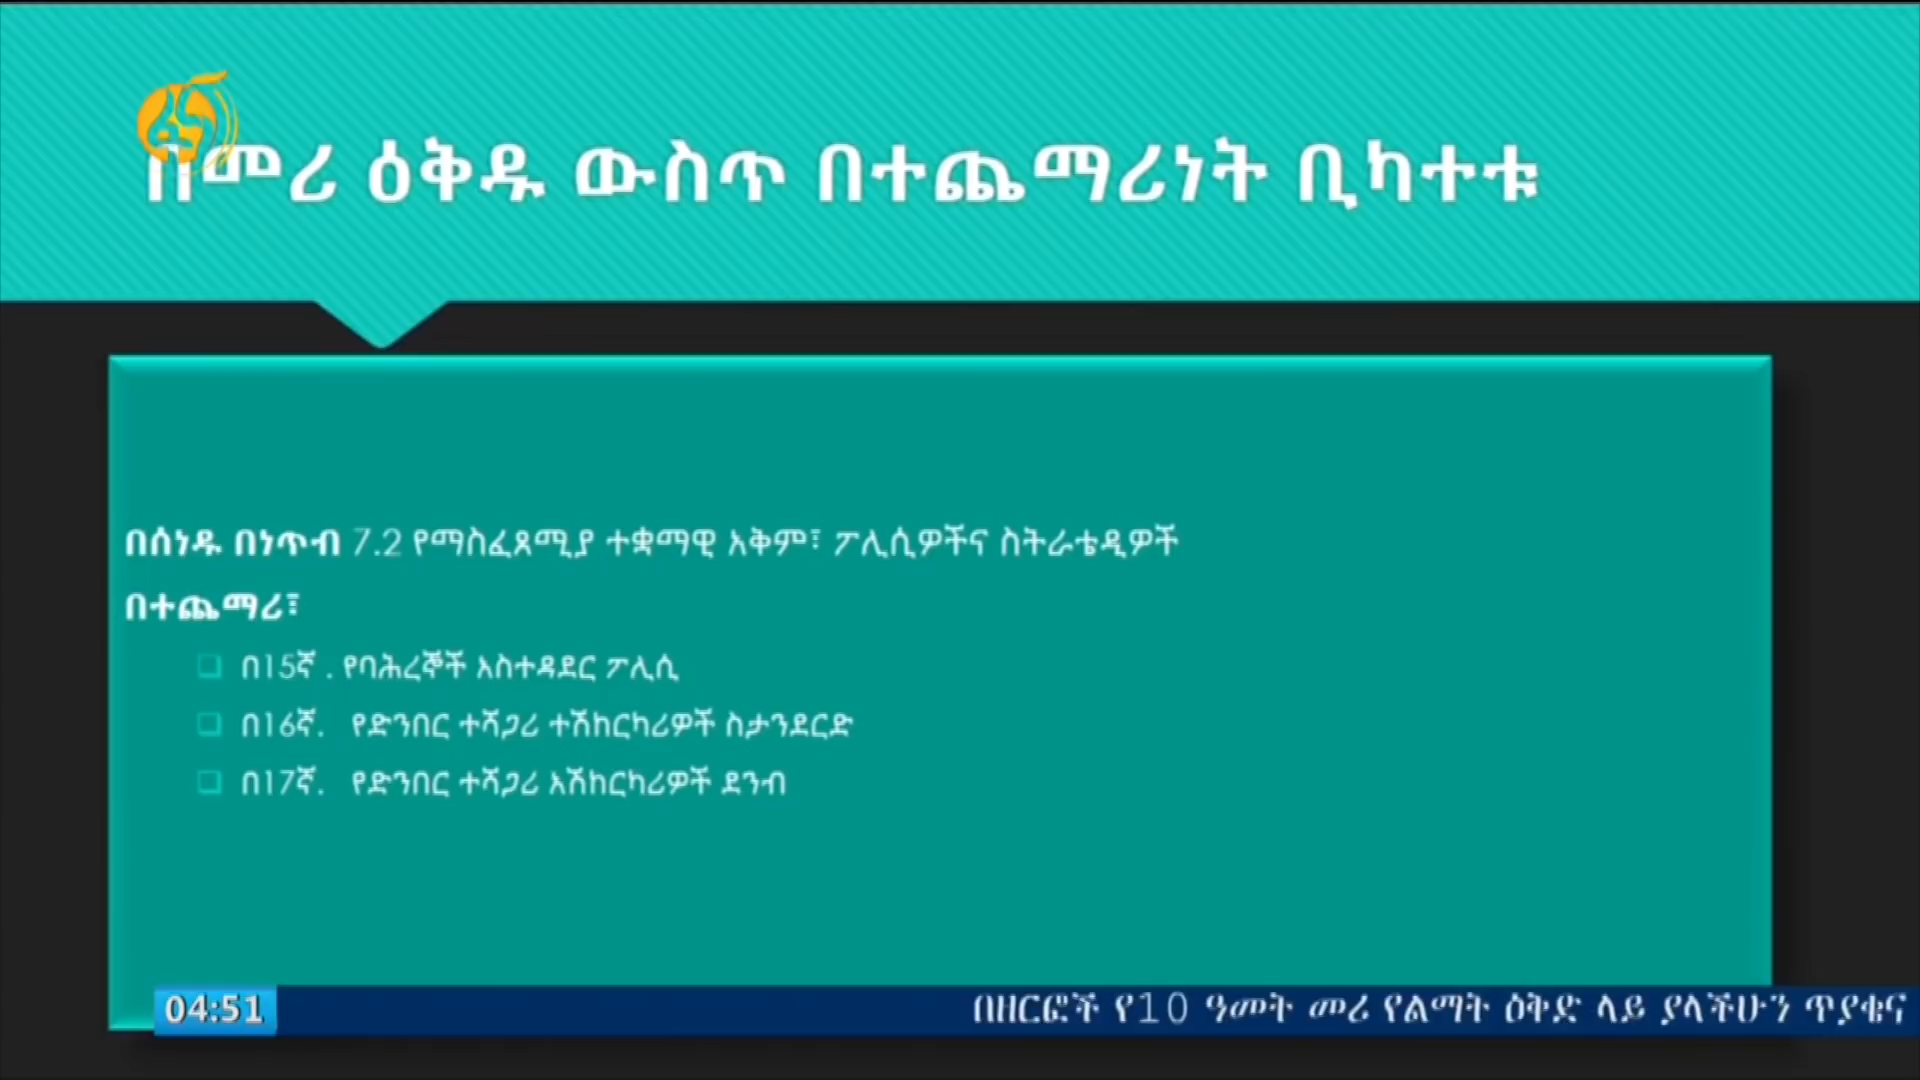 በመሪ ዕቅዱ ውስጥ በተጨማሪነት ቢካተቱ
በሰነዱ በነጥብ 7.2 የማስፈጸሚያ ተቋማዊ አቅም፣ ፖሊሲዎችና ስትራቴዲዎች
በተጨማሪ፣
በ15ኛ . የባሕረኞች አስተዳደር ፖሊሲ
በ16ኛ. የድንበር ተሻጋሪ ተሽከርካሪዎች ስታንደርድ
በ17ኛ. የድንበር ተሻጋሪ አሽከርካሪዎች ደንብ
04:51 በዘርፎች የ10 ዓመት መሪ የልማት ዕቅድ ላይ ያላችሁን ጥያቄና